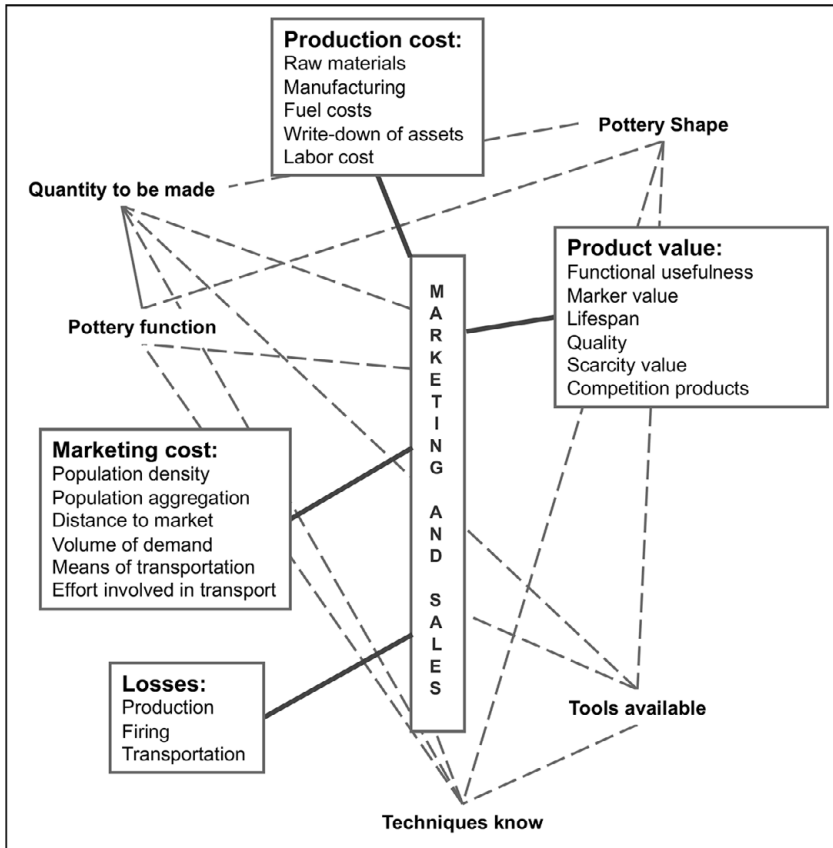 Production cost:
Raw materials
Manufacturing
Fuel costs
Write-down of assets
Labor cost
Pottery Shape
Quantity to be made
Product value:
Functional usefulness
Marker value
Lifespan
Quality
Scarcity value
Competition products
Pottery function
MARKETING AND SALES
Marketing cost:
Population density
Population aggregation
Distance to market
Volume of demand
Means of transportation
Effort involved in transport
Losses:
Production
Firing
Transportation
Tools available
Techniques know